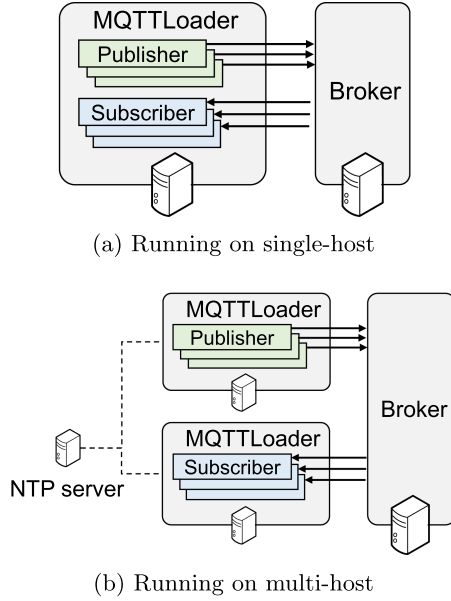 MQTTLoader
Publisher
Subscriber
Broker
(a) Running on single-host
MQTTLoader
Publisher
MQTTLoader
Subscriber
Broker
NTP server
(b) Running on multi-host